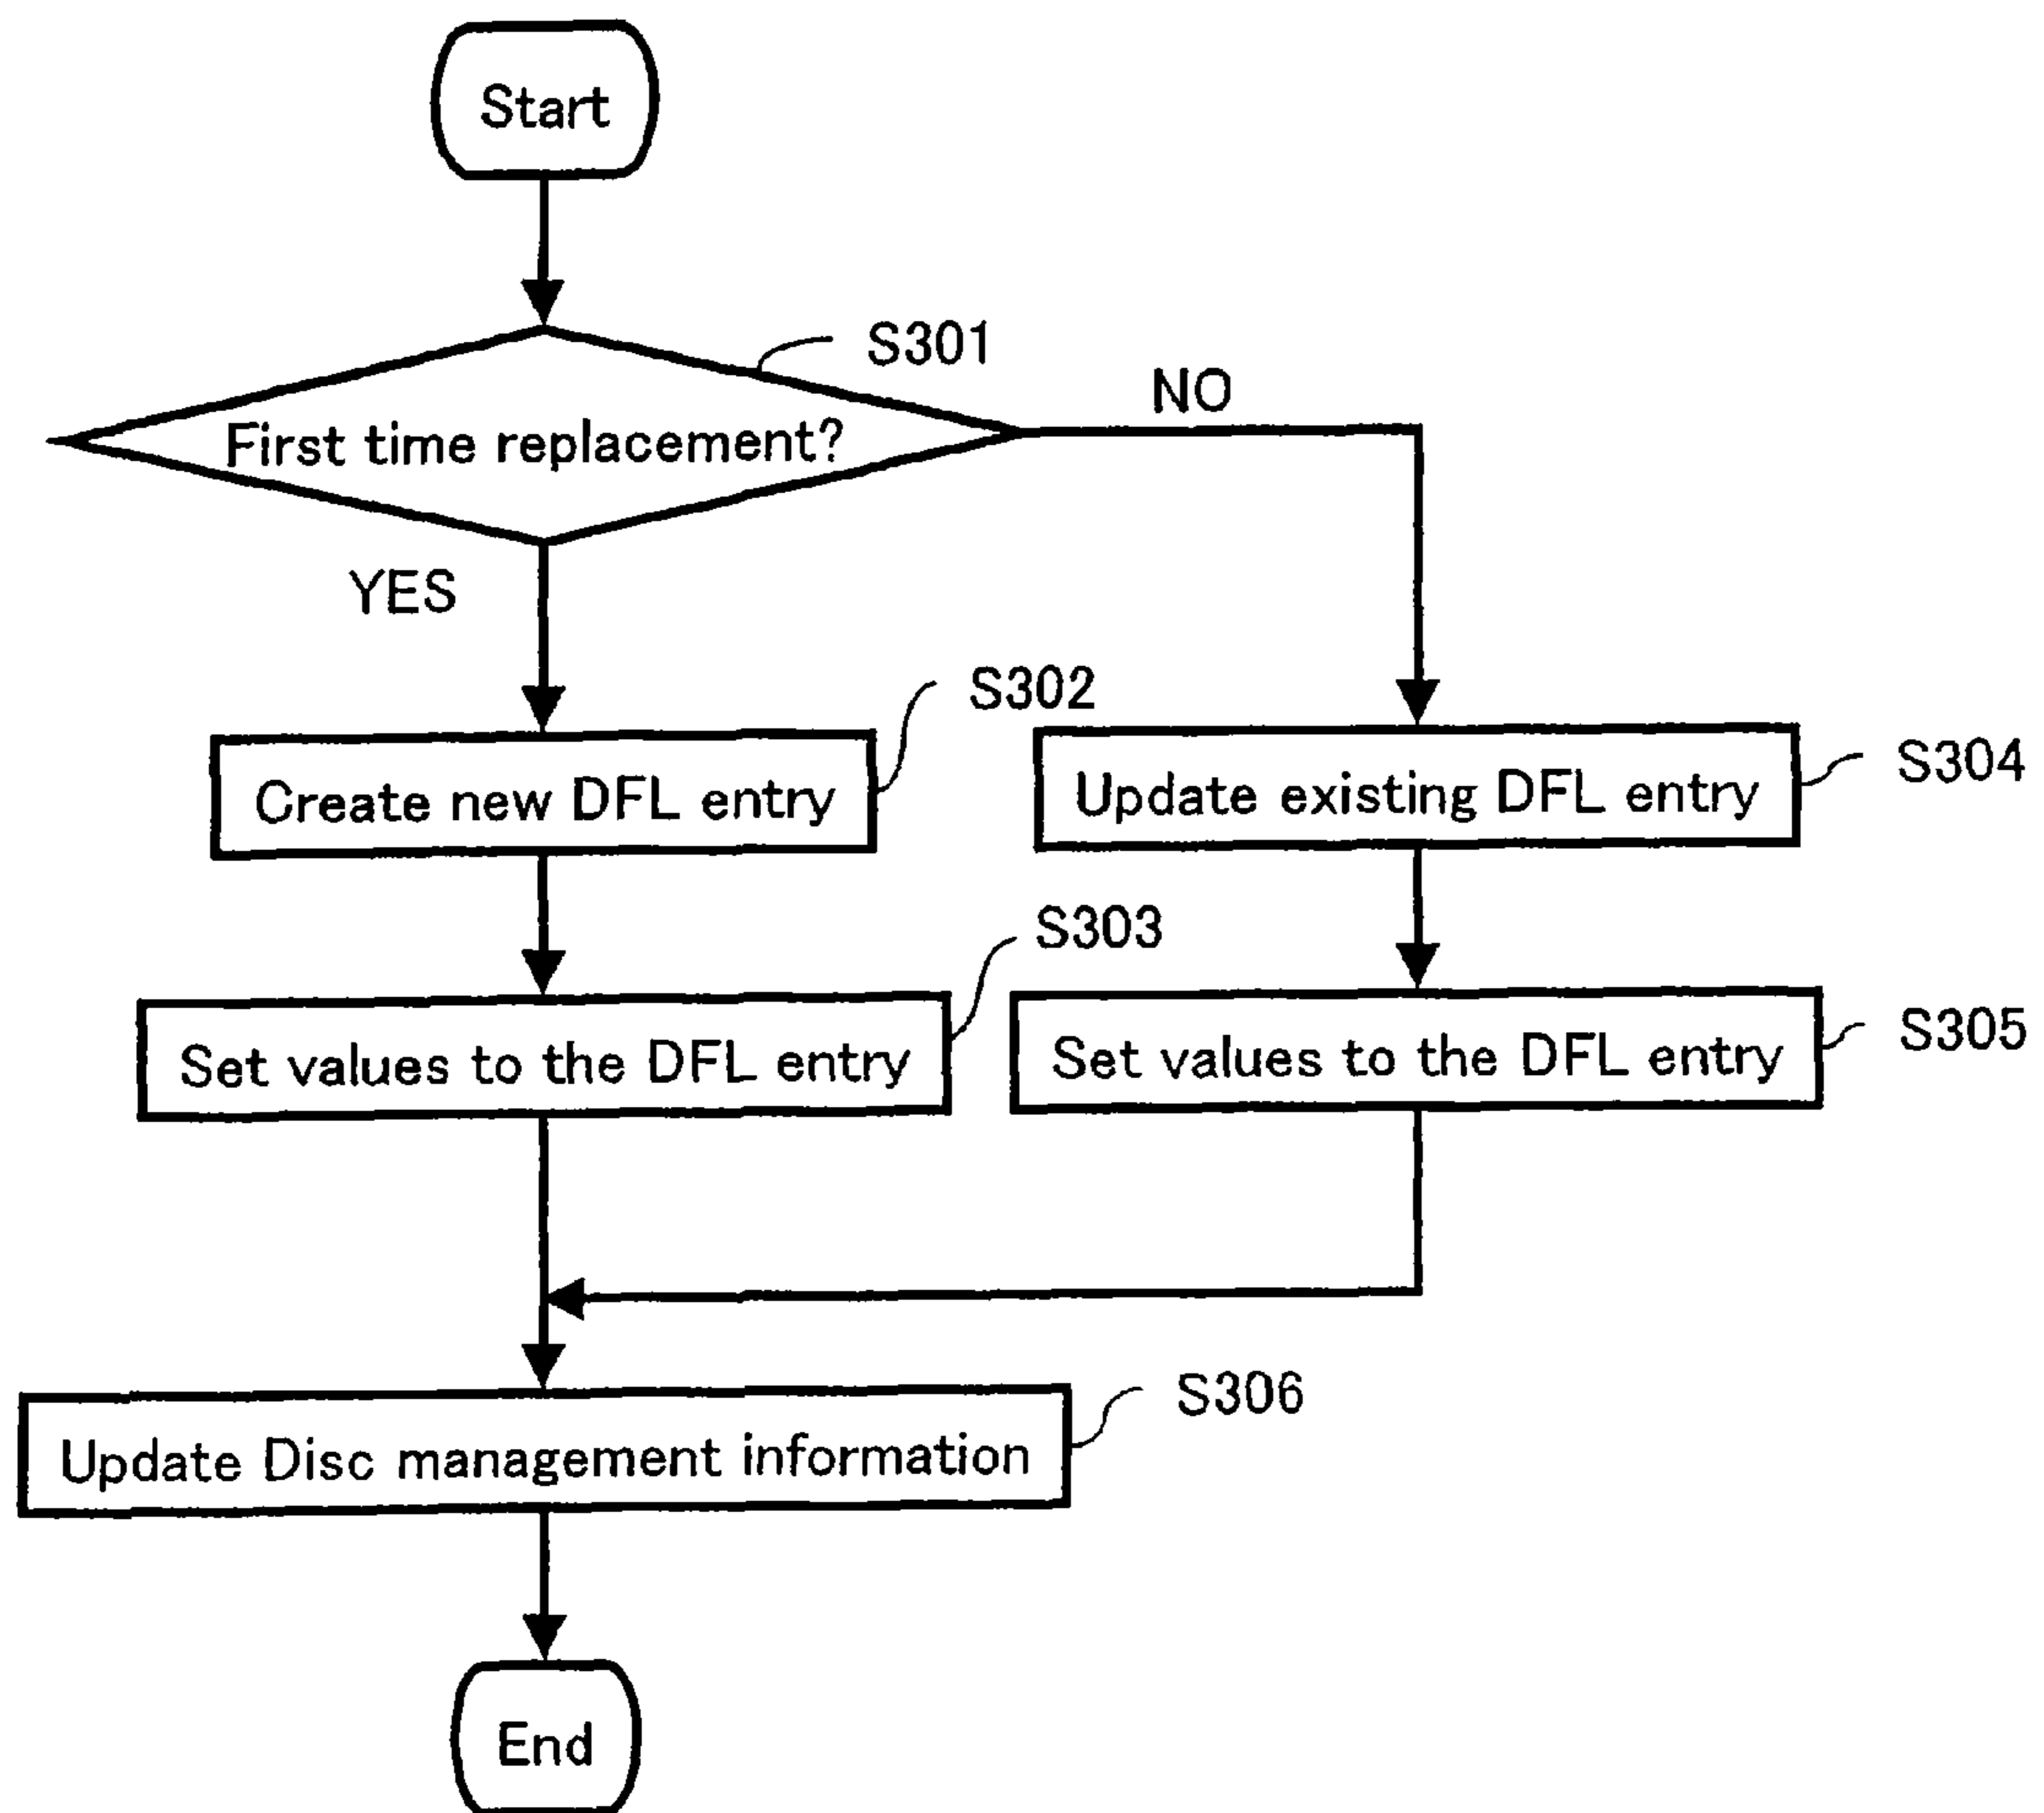 Start
S301
First time replacement?
NO
YES
S302
Create new DFL entry
Update existing DFL entry
S304
S303
Set values to the DFL entry
Set values to the DFL entry
S305
S306
Update Disc management information
End